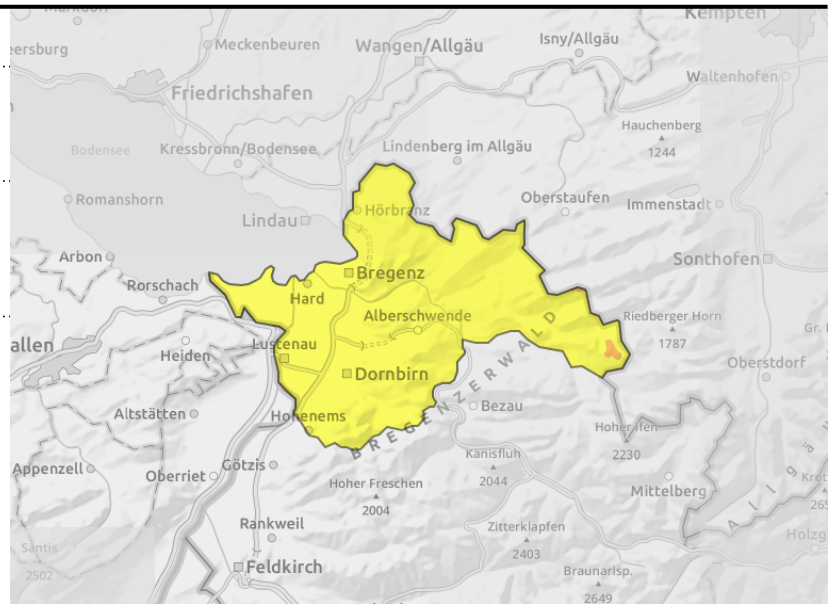 Kempten
Meckenbeuren
Wangen/Allgäu
Isny/Allgäu
eersburg
Waltenhofen
Friedrichshafen
Hauchenberg
1244
Bodensee
Kressbronn/Bodensee
Lindenberg im Allgäu
Romanshorn
Oberstaufen
Immenstadt
Lindau
Hörbranz
Arbon
Sonthofen
Rorschach
Bregenz
Hard
Alberschwende
Riedberger Horn
1787
Gr.
allen
Heiden
Lustenau
Oberstdorf
Dornbirn
BREGENZERWALD
Altstätten
Hohenems
Bezau
Hoher Ifen
2230
Appenzell
Oberriet
Götzis
Kanisfluh
2044
Hoher Freschen
2004
Mittelberg
Allgäu
Rankweil
Zitterklapfen
2403
Säntis
2502
Holzg
Feldkirch
Braunarlsp.
2649